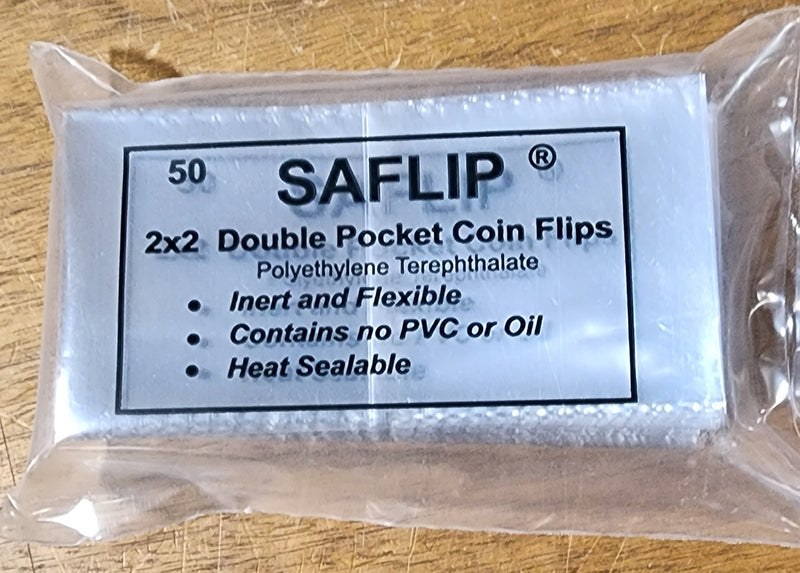 50 SAFLIP ®
2x2 Double Pocket Coin Flips
Polyethylene Terephthalate
• Inert and Flexible
• Contains no PVC or Oil
• Heat Sealable